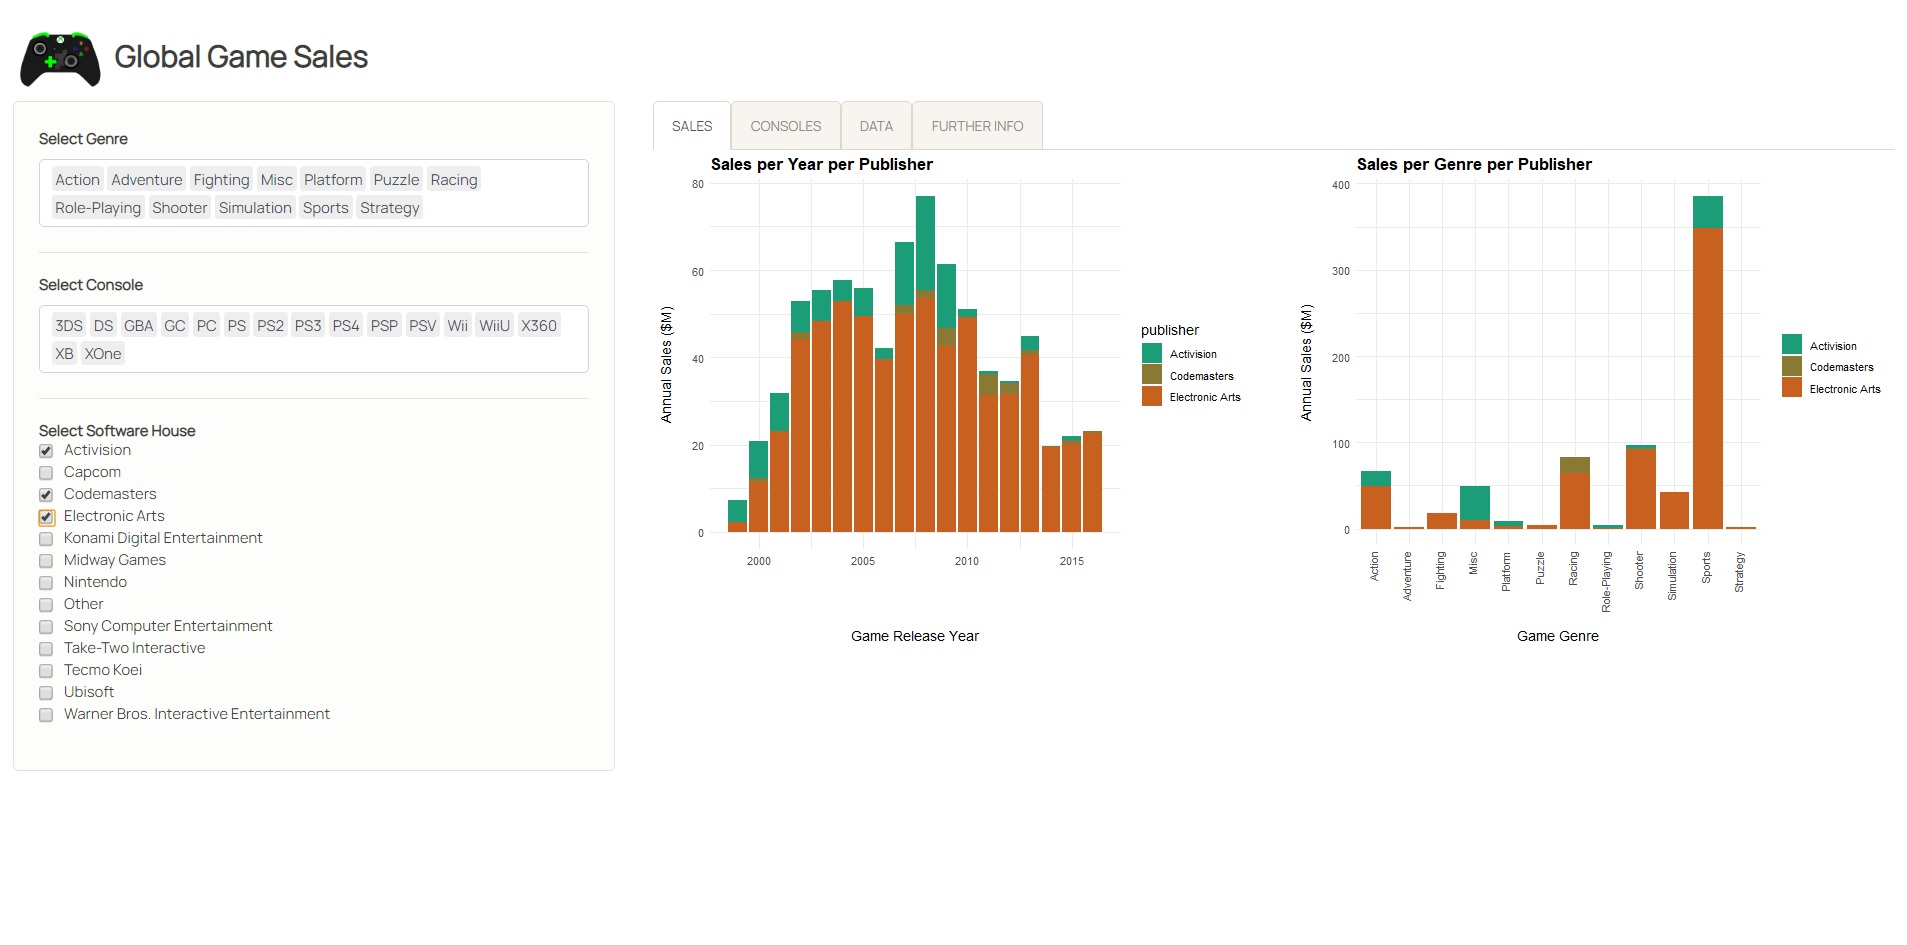 Global Game Sales
Select Genre
Action Adventure Fighting Misc Platform Puzzle Racing
Role-Playing Shooter Simulation Sports Strategy
Select Console
3DS DS GBA GC PC PS PS2 PS3 PS4 PSP PSV Wii WiiU X360
XB XOne
Select Software House
Activision
Capcom
Codemasters
Electronic Arts
Konami Digital Entertainment
Midway Games
Nintendo
Other
Sony Computer Entertainment
Take-Two Interactive
Tecmo Koei
Ubisoft
Warner Bros. Interactive Entertainment
SALES CONSOLES DATA FURTHER INFO
Sales per Year per Publisher
Annual Sales ($M)
80
60
40
20
0
2000 2005 2010 2015
Game Release Year
publisher
Activision
Codemasters
Electronic Arts
Sales per Genre per Publisher
Annual Sales ($M)
400
300
200
100
0
Action
Adventure
Fighting
Misc
Platform
Puzzle
Racing
Role-Playing
Shooter
Simulation
Sports
Strategy
Game Genre
Activision
Codemasters
Electronic Arts